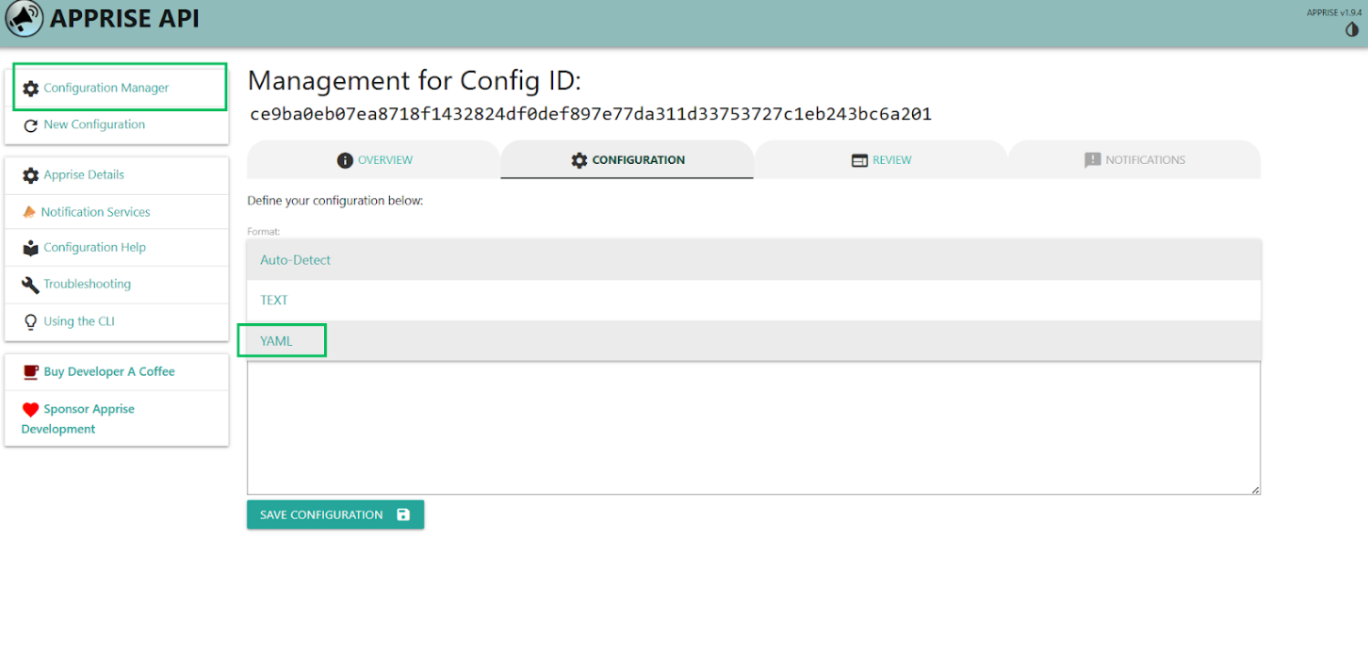 APPRISE API
APPRISE v1.9.4
Configuration Manager
New Configuration
Apprise Details
Notification Services
Configuration Help
Troubleshooting
Using the CLI
Buy Developer A Coffee
Sponsor Apprise
Development
Management for Config ID:
ce9ba0eb07ea8718f1432824df0def897e77da311d33753727c1eb243bc6a201
OVERVIEW
CONFIGURATION
REVIEW
NOTIFICATIONS
Define your configuration below:
Format:
Auto-Detect
TEXT
YAML
SAVE CONFIGURATION